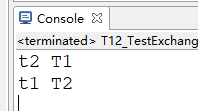 Console
<terminated> T12_TestExchang
t2 T1
t1 T2